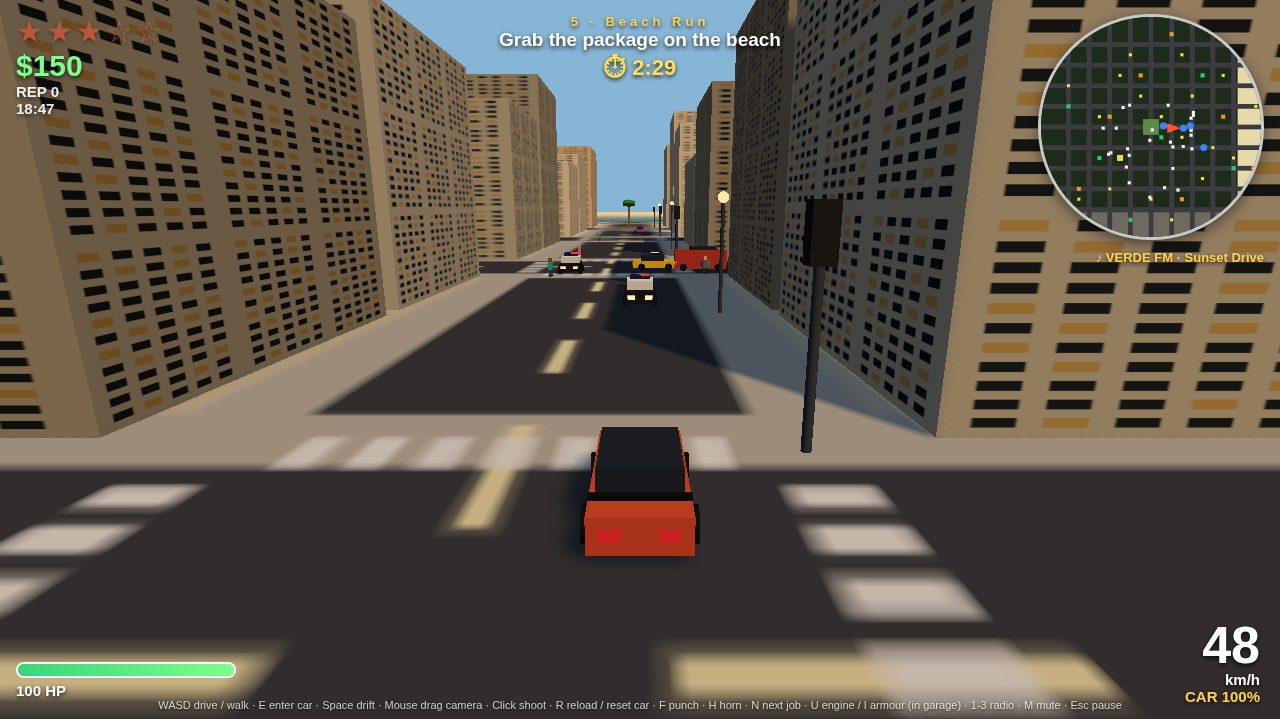 ★★★☆☆
$150
REP 0
18:47
5 · Beach Run
Grab the package on the beach
⏱ 2:29
♪ VERDE FM · Sunset Drive
48
km/h
CAR 100%
100 HP
WASD drive / walk · E enter car · Space drift · Mouse drag camera · Click shoot · R reload / reset car · F punch · H horn · N next job · U engine / I armour (in garage) · 1-3 radio · M mute · Esc pause